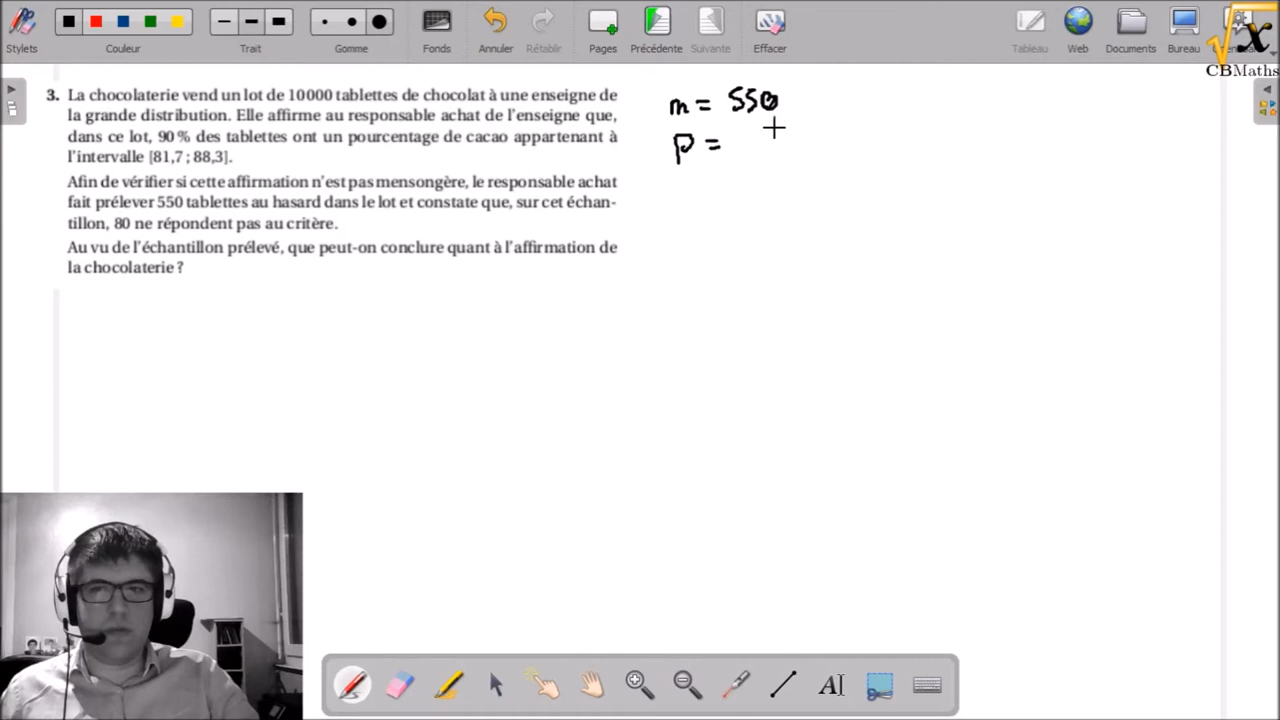 Stylets
Couleur
Trait
Gomme
Fonds
Annuler
Rétablir
Pages
Précédente
Suivante
Effacer
Tableau
Web
Documents
Bureau
CBMaths
3. La chocolaterie vend un lot de 10000 tablettes de chocolat à une enseigne de
la grande distribution. Elle affirme au responsable achat de l'enseigne que,
dans ce lot, 90 % des tablettes ont un pourcentage de cacao appartenant à
l'intervalle [81,7 ; 88,3].
Afin de vérifier si cette affirmation n'est pas mensongère, le responsable achat
fait prélever 550 tablettes au hasard dans le lot et constate que, sur cet échan-
tillon, 80 ne répondent pas au critère.
Au vu de l'échantillon prélevé, que peut-on conclure quant à l'affirmation de
la chocolaterie ?
n = 550
p =
AI